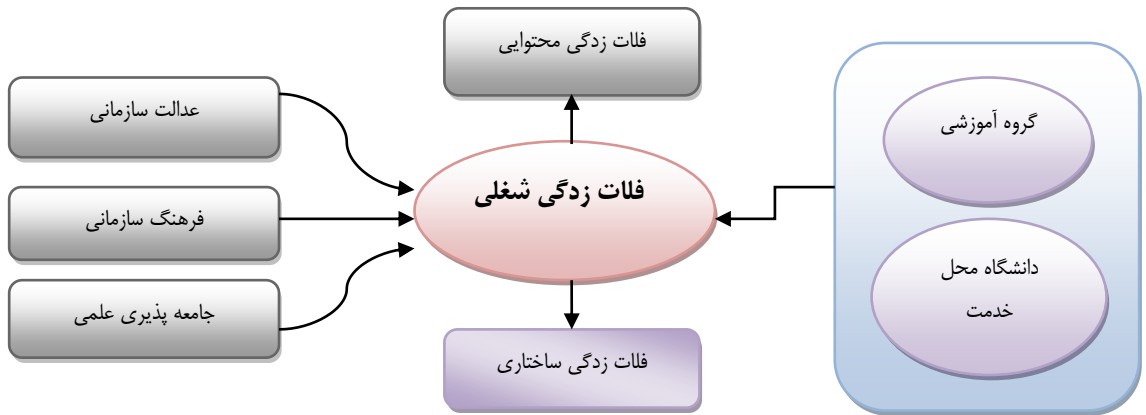 فلات زدگی محتوایی
گروه آموزشی
عدالت سازمانی
فلات زدگی شغلی
فرهنگ سازمانی
دانشگاه محل
خدمت
جامعه پذیری علمی
فلات زدگی ساختاری